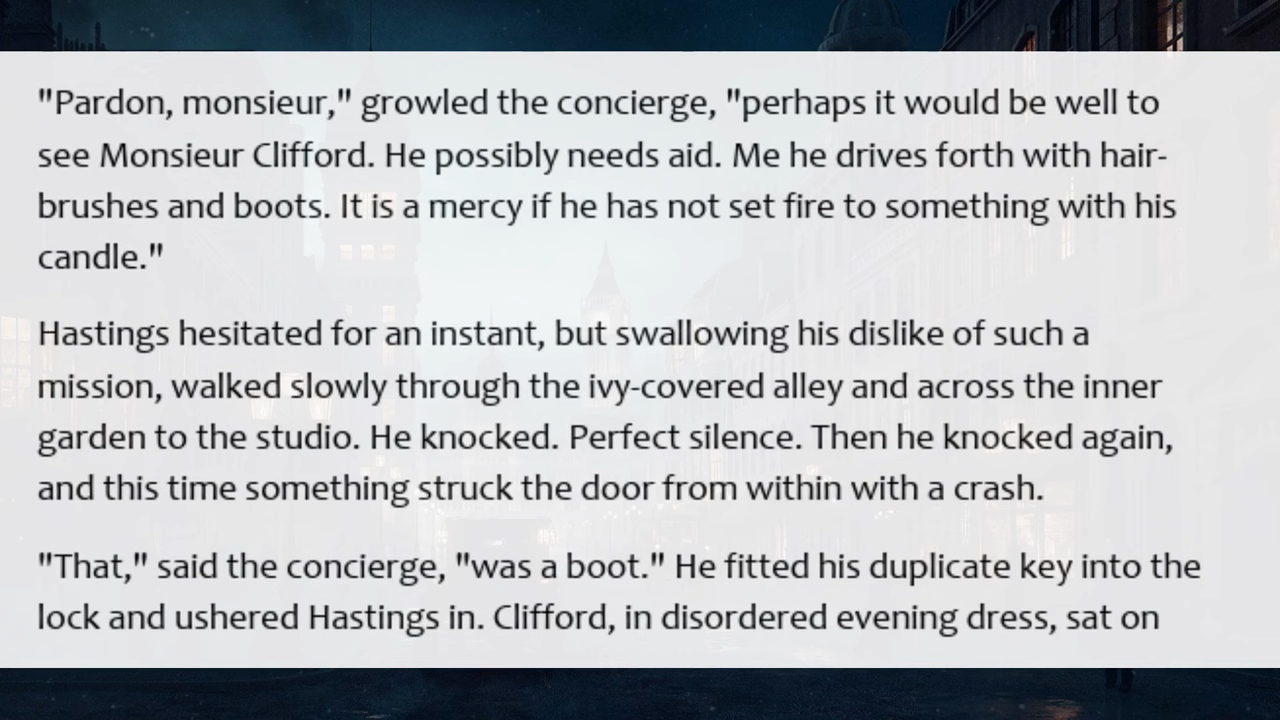 "Pardon, monsieur," growled the concierge, "perhaps it would be well to
see Monsieur Clifford. He possibly needs aid. Me he drives forth with hair-
brushes and boots. It is a mercy if he has not set fire to something with his
candle."
Hastings hesitated for an instant, but swallowing his dislike of such a
mission, walked slowly through the ivy-covered alley and across the inner
garden to the studio. He knocked. Perfect silence. Then he knocked again,
and this time something struck the door from within with a crash.
"That," said the concierge, "was a boot." He fitted his duplicate key into the
lock and ushered Hastings in. Clifford, in disordered evening dress, sat on